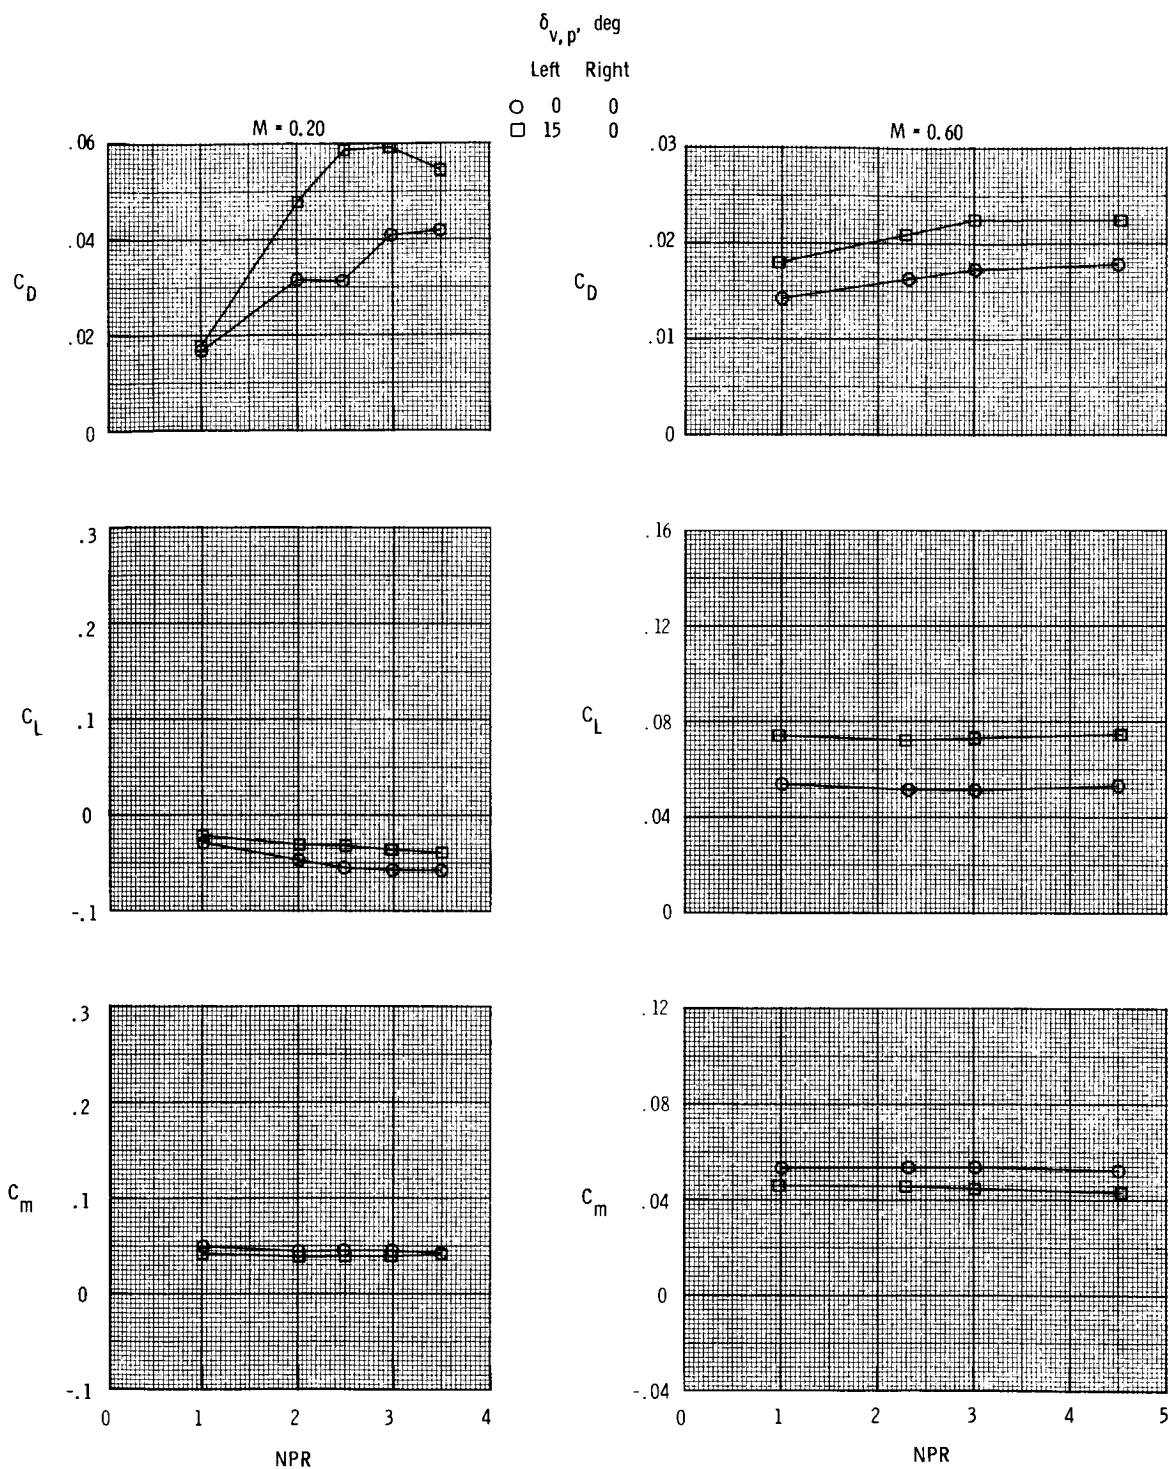 δv,p, deg
Left Right
0 0
15 0
M = 0.20
.06
.04
.02
0
CD
M = 0.60
.03
.02
.01
0
CD
.3
.2
.1
0
-.1
CL
.16
.12
.08
.04
0
CL
.3
.2
.1
0
-.1
Cm
0 1 2 3 4
NPR
.12
.08
.04
0
-.04
Cm
0 1 2 3 4 5
NPR